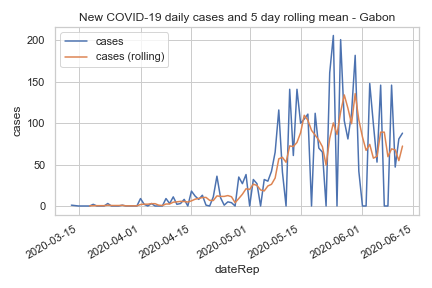 New COVID-19 daily cases and 5 day rolling mean - Gabon
cases
cases (rolling)
200
150
100
50
0
cases
2020-03-15
2020-04-01
2020-04-15
2020-05-01
2020-05-15
2020-06-01
2020-06-15
dateRep